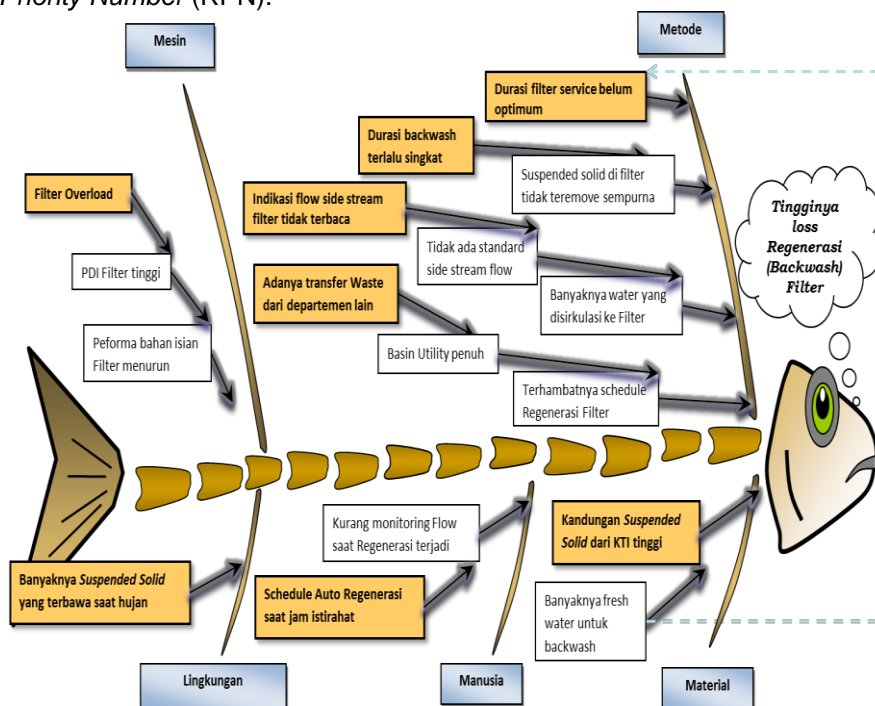 Priority Number (RPN).
Mesin
Metode
Durasi filter service belum
optimum
Durasi backwash
terlalu singkat
Suspended solid di filter
tidak teremove sempurna
Filter Overload
Indikasi flow side stream
filter tidak terbaca
Tingginya
loss
Regenerasi
(Backwash)
Filter
Tidak ada standard
side stream flow
PDI Filter tinggi
Adanya transfer Waste
dari departemen lain
Banyaknya water yang
disirkulasi ke Filter
Peforma bahan isian
Filter menurun
Basin Utility penuh
Terhambatnya schedule
Regenerasi Filter
Kurang monitoring Flow
saat Regenerasi terjadi
Kandungan Suspended
Solid dari KTI tinggi
Banyaknya Suspended Solid
yang terbawa saat hujan
Schedule Auto Regenerasi
saat jam istirahat
Banyaknya fresh
water untuk
backwash
Lingkungan
Manusia
Material